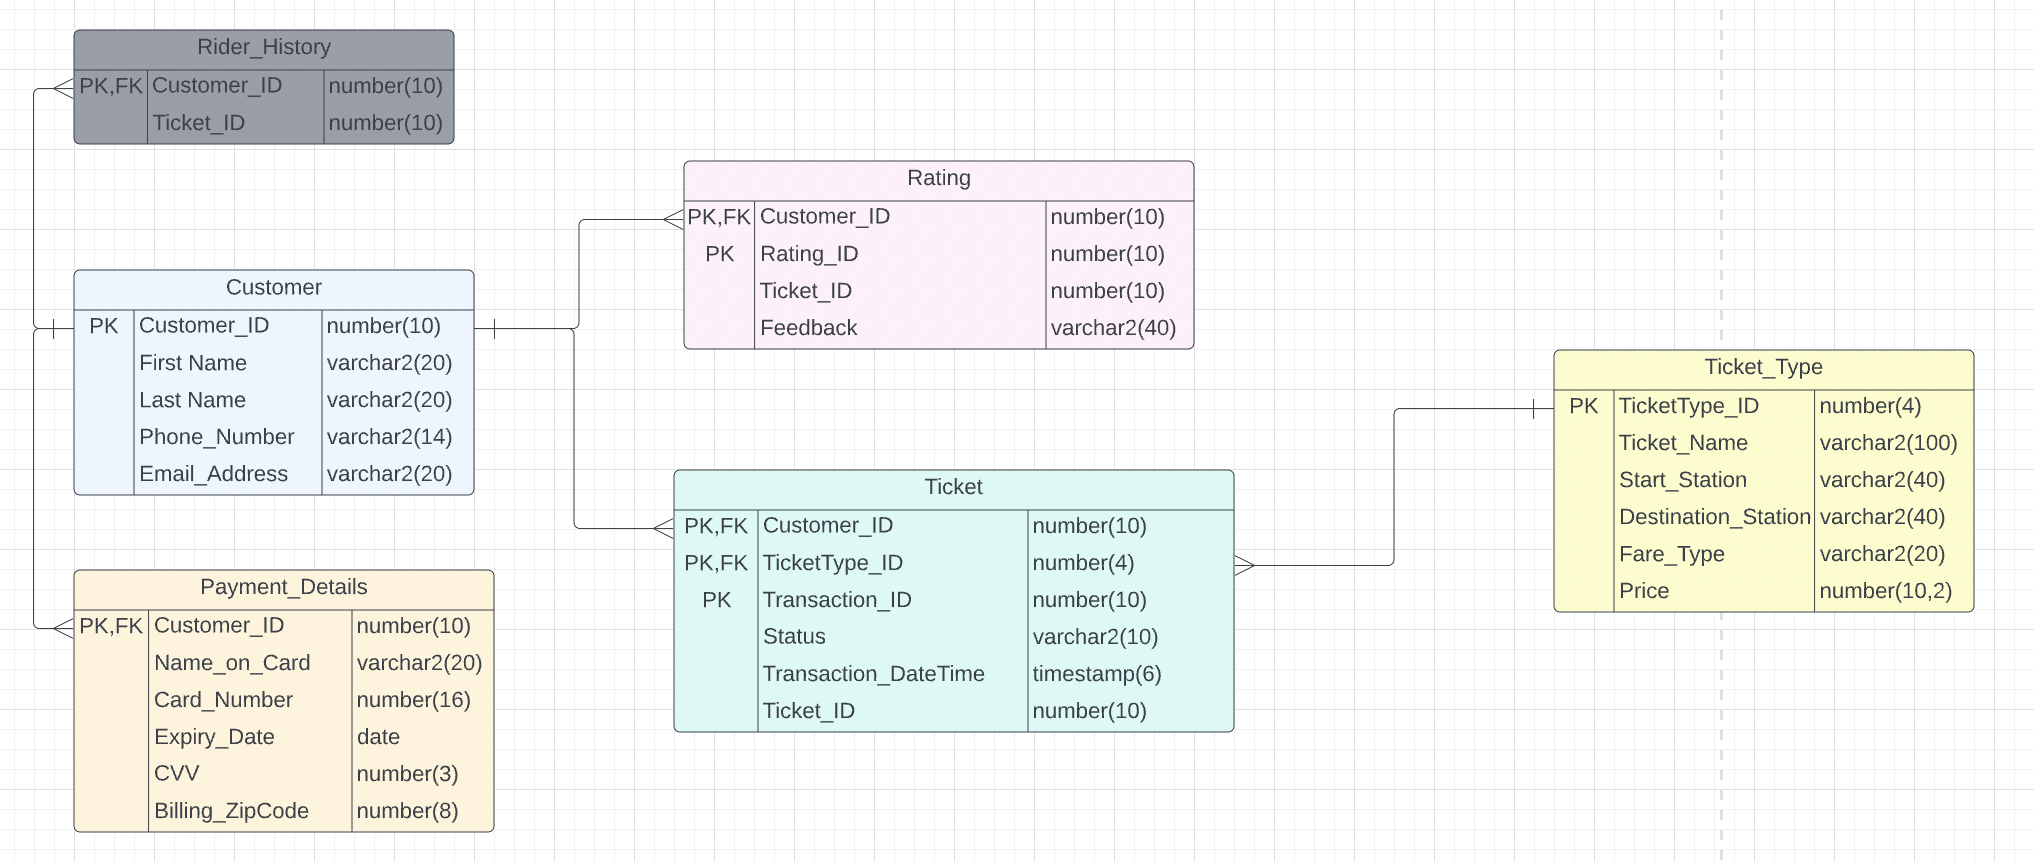 Rider_History
PK,FK Customer_ID number(10)
Ticket_ID number(10)
Rating
PK,FK Customer_ID number(10)
PK Rating_ID number(10)
Ticket_ID number(10)
Feedback varchar2(40)
Customer
PK Customer_ID number(10)
First Name varchar2(20)
Last Name varchar2(20)
Phone_Number varchar2(14)
Email_Address varchar2(20)
Ticket_Type
PK TicketType_ID number(4)
Ticket_Name varchar2(100)
Start_Station varchar2(40)
Destination_Station varchar2(40)
Fare_Type varchar2(20)
Price number(10,2)
Ticket
PK,FK Customer_ID number(10)
PK,FK TicketType_ID number(4)
PK Transaction_ID number(10)
Status varchar2(10)
Transaction_DateTime timestamp(6)
Ticket_ID number(10)
Payment_Details
PK,FK Customer_ID number(10)
Name_on_Card varchar2(20)
Card_Number number(16)
Expiry_Date date
CVV number(3)
Billing_ZipCode number(8)